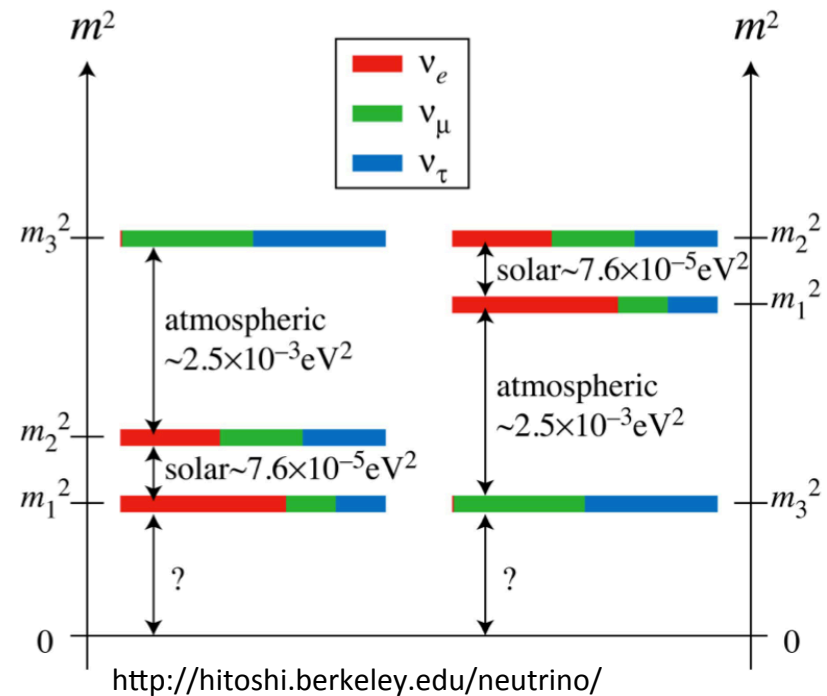 m²
m²
νe
νμ
ντ
m₃²
m₂²
solar~7.6×10⁻⁵eV²
m₁²
atmospheric
~2.5×10⁻³eV²
atmospheric
~2.5×10⁻³eV²
m₂²
solar~7.6×10⁻⁵eV²
m₁²
m₃²
?
?
0
0
http://hitoshi.berkeley.edu/neutrino/